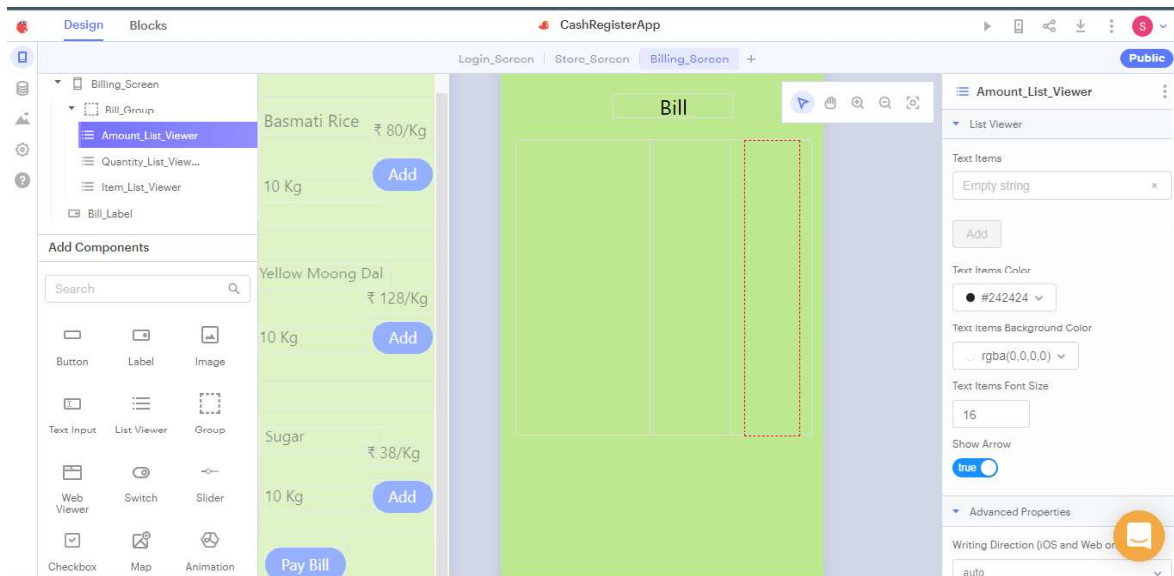 Design Blocks CashRegisterApp S
Login_Screen Store_Screen Billing_Screen + Public
Billing_Screen
Bill_Group
Amount_List_Viewer
Quantity_List_View...
Item_List_Viewer
Bill_Label
Add Components
Search
Button Label Image
Text Input List Viewer Group
Web Viewer Switch Slider
Checkbox Map Animation
Basmati Rice ₹ 80/Kg
10 Kg Add
Yellow Moong Dal
₹ 128/Kg
10 Kg Add
Sugar
₹ 38/Kg
10 Kg Add
Pay Bill
Bill
Amount_List_Viewer
List Viewer
Text Items
Empty string ×
Add
Text Items Color
#242424
Text Items Background Color
rgba(0,0,0,0)
Text Items Font Size
16
Show Arrow
true
Advanced Properties
Writing Direction (iOS and Web on
auto